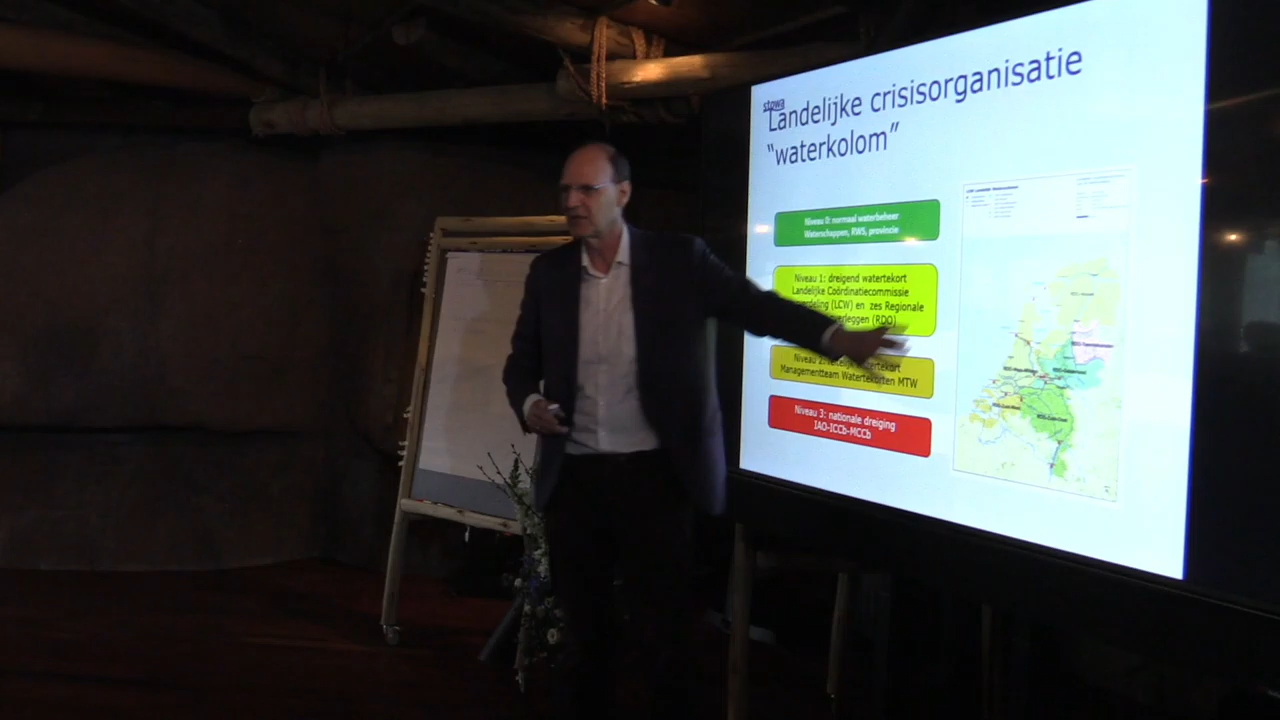 stowa
Landelijke crisisorganisatie
“waterkolom”
Niveau 0: normaal waterbeheer
Waterschappen, RWS, provincie
Niveau 1: dreigend watertekort
Landelijke Coördinatiecommissie
(LCW) en zes Regionale
(RDO)
Niveau 2:
Managementteam Watertekorten MTW
Niveau 3: nationale dreiging
IAO-ICCb-MCCb